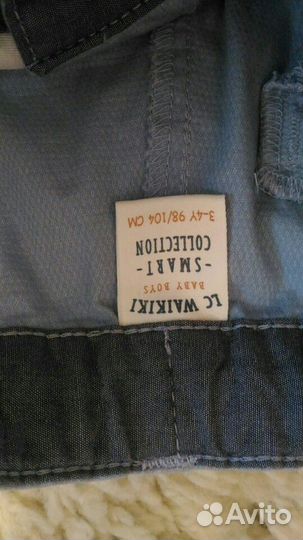 LC WAIKIKI
BABY BOYS
-SMART-
COLLECTION
3-4Y 98/104 CM
Avito